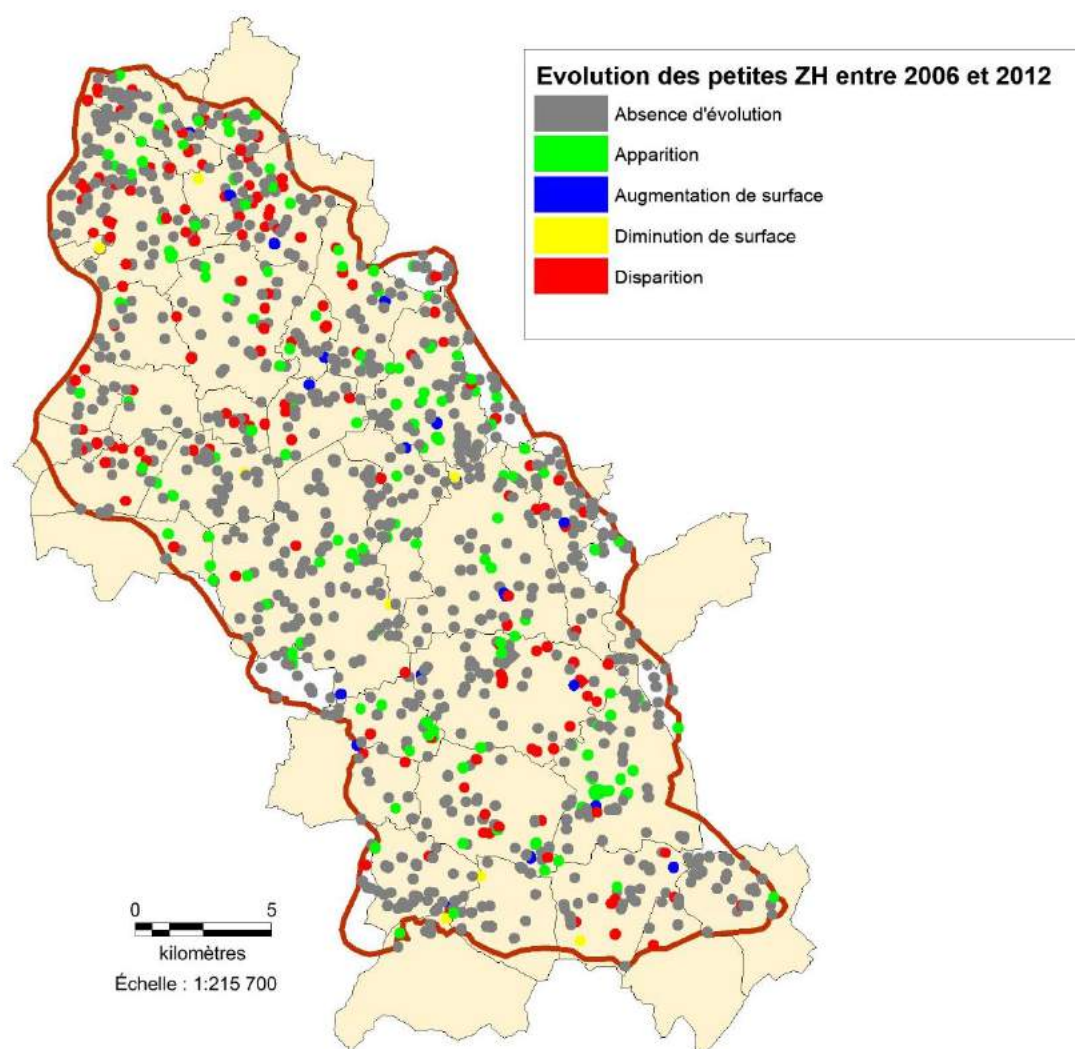 Evolution des petites ZH entre 2006 et 2012
Absence d'évolution
Apparition
Augmentation de surface
Diminution de surface
Disparition
0 5
kilomètres
Échelle : 1:215 700